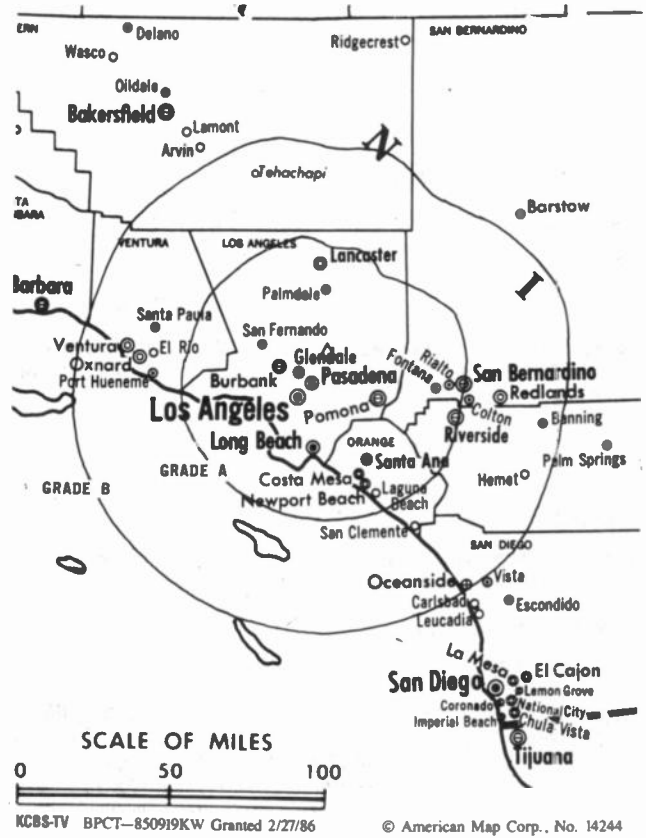 ERN
Delano
SAN BERNARDINO
Wasco
Ridgecrest
Oildale
Bakersfield
Lamont
Arvin
N
Tehachapi
TA
BARA
Barstow
VENTURA
LOS ANGELES
Lancaster
I
Barbara
Palmdale
Santa Paula
San Fernando
Ventura
El Rio
Glendale
Rialto
Oxnard
Fontana
San Bernardino
Port Hueneme
Burbank
Pasadena
Redlands
Los Angeles
Pomona
Colton
Banning
Riverside
Long Beach
ORANGE
GRADE A
Santa Ana
Palm Springs
GRADE B
Costa Mesa
Hemet
Newport Beach
Laguna
Beach
San Clemente
SAN DIEGO
Oceanside
Vista
Carlsbad
Escondido
Leucadia
La Mesa
El Cajon
San Diego
Lemon Grove
Coronado
National City
Imperial Beach
Chula Vista
Tijuana
SCALE OF MILES
0 50 100
KCBS-TV BPCT—850919KW Granted 2/27/86 © American Map Corp., No. 14244